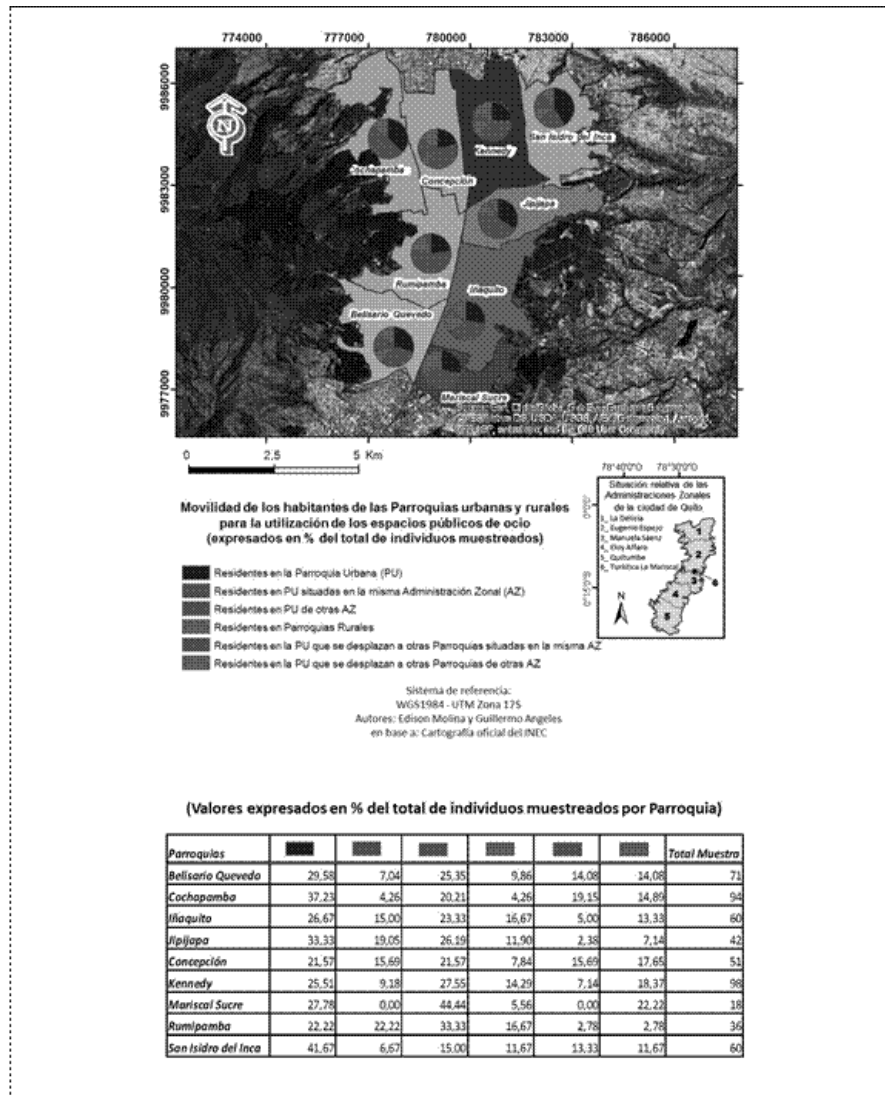 774000 777000 780000 783000 786000
9986000
9983000
9980000
9977000
N
San Isidro del Inca
Kennedy
Cochapamba
Concepción
Jipijapa
Rumipamba
Iñaquito
Belisario Quevedo
Mariscal Sucre
0 2,5 5 Km
78°40'0"O 78°30'0"O
0°15'0"S
Situación relativa de las
Administraciones Zonales
de la ciudad de Quito
1_ La Delicia
2_ Eugenio Espejo
3_ Manuela Sáenz
4_ Eloy Alfaro
5_ Quitumbe
6_ Turística La Mariscal
1
2
3
4
5
6
N
Movilidad de los habitantes de las Parroquias urbanas y rurales
para la utilización de los espacios públicos de ocio
(expresados en % del total de individuos muestreados)
Residentes en la Parroquia Urbana (PU)
Residentes en PU situadas en la misma Administración Zonal (AZ)
Residentes en PU de otras AZ
Residentes en Parroquias Rurales
Residentes en la PU que se desplazan a otras Parroquias situadas en la misma AZ
Residentes en la PU que se desplazan a otras Parroquias de otras AZ
Sistema de referencia:
WGS1984 - UTM Zona 17S
Autores: Edison Molina y Guillermo Angeles
en base a: Cartografía oficial del INEC
(Valores expresados en % del total de individuos muestreados por Parroquia)
Parroquias Total Muestra
Belisario Quevedo 29,58 7,04 25,35 9,86 14,08 14,08 71
Cochapamba 37,23 4,26 20,21 4,26 19,15 14,89 94
Iñaquito 26,67 15,00 23,33 16,67 5,00 13,33 60
Jipijapa 33,33 19,05 26,19 11,90 2,38 7,14 42
Concepción 21,57 15,69 21,57 7,84 15,69 17,65 51
Kennedy 25,51 9,18 27,55 14,29 7,14 18,37 98
Mariscal Sucre 27,78 0,00 44,44 5,56 0,00 22,22 18
Rumipamba 22,22 22,22 33,33 16,67 2,78 2,78 36
San Isidro del Inca 41,67 6,67 15,00 11,67 13,33 11,67 60